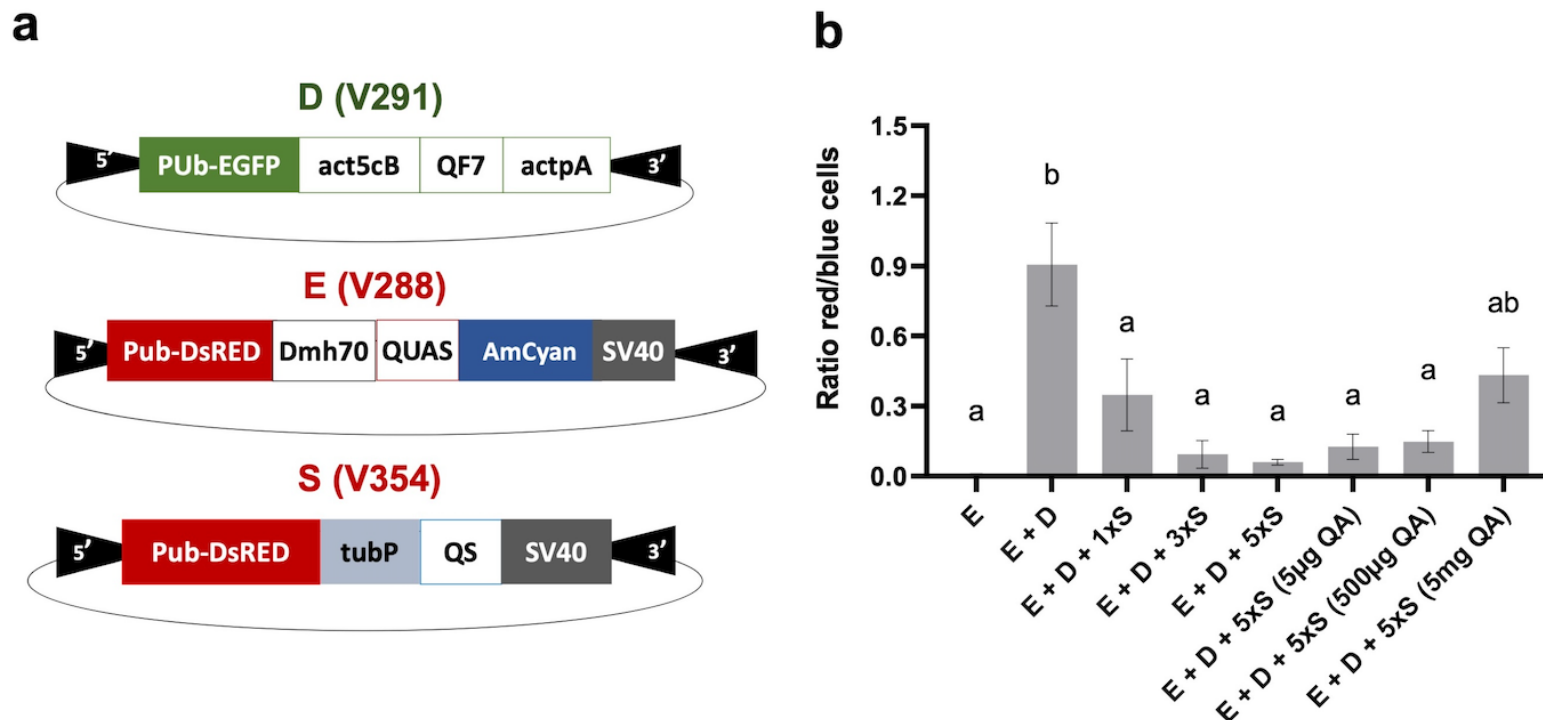 a
D (V291)
5′ PUb-EGFP act5cB QF7 actpA 3′
E (V288)
5′ Pub-DsRED Dmh70 QUAS AmCyan SV40 3′
S (V354)
5′ Pub-DsRED tubP QS SV40 3′
b
Ratio red/blue cells
1.5
1.2
0.9
0.6
0.3
0.0
a
b
a
a
a
a
a
ab
E
E + D
E + D + 1xS
E + D + 3xS
E + D + 5xS
E + D + 5xS (5µg QA)
E + D + 5xS (500µg QA)
E + D + 5xS (5mg QA)